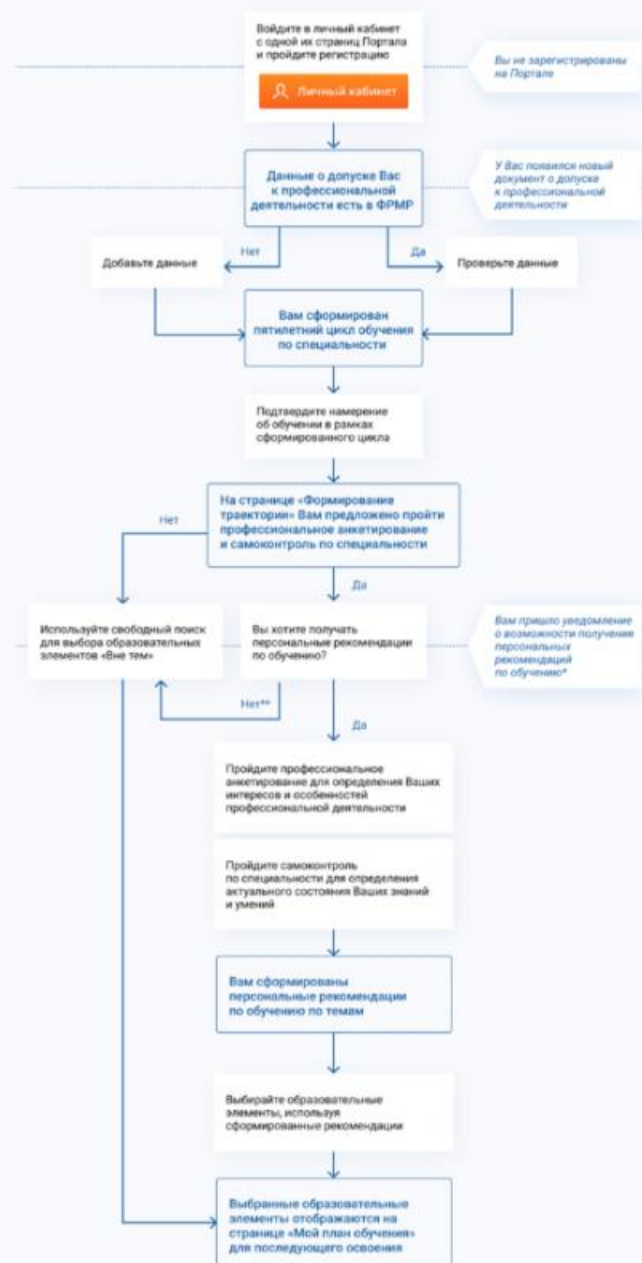 Войдите в личный кабинет
с одной их страниц Портала
и пройдите регистрацию
Личный кабинет
Вы не зарегистрированы
на Портале
Данные о допуске Вас
к профессиональной
деятельности есть в ФРМР
У Вас появился новый
документ о допуске
к профессиональной
деятельности
Нет
Да
Добавьте данные
Проверьте данные
Вам сформирован
пятилетний цикл обучения
по специальности
Подтвердите намерение
об обучении в рамках
сформированного цикла
На странице «Формирование
траектории» Вам предложено пройти
профессиональное анкетирование
и самоконтроль по специальности
Нет
Да
Используйте свободный поиск
для выбора образовательных
элементов «Вне тем»
Вы хотите получать
персональные рекомендации
по обучению?
Вам пришло уведомление
о возможности получения
персональных
рекомендаций
по обучению*
Нет**
Да
Пройдите профессиональное
анкетирование для определения Ваших
интересов и особенностей
профессиональной деятельности
Пройдите самоконтроль
по специальности для определения
актуального состояния Ваших знаний
и умений
Вам сформированы
персональные рекомендации
по обучению по темам
Выбирайте образовательные
элементы, используя
сформированные рекомендации
Выбранные образовательные
элементы отображаются на
странице «Мой план обучения»
для последующего освоения